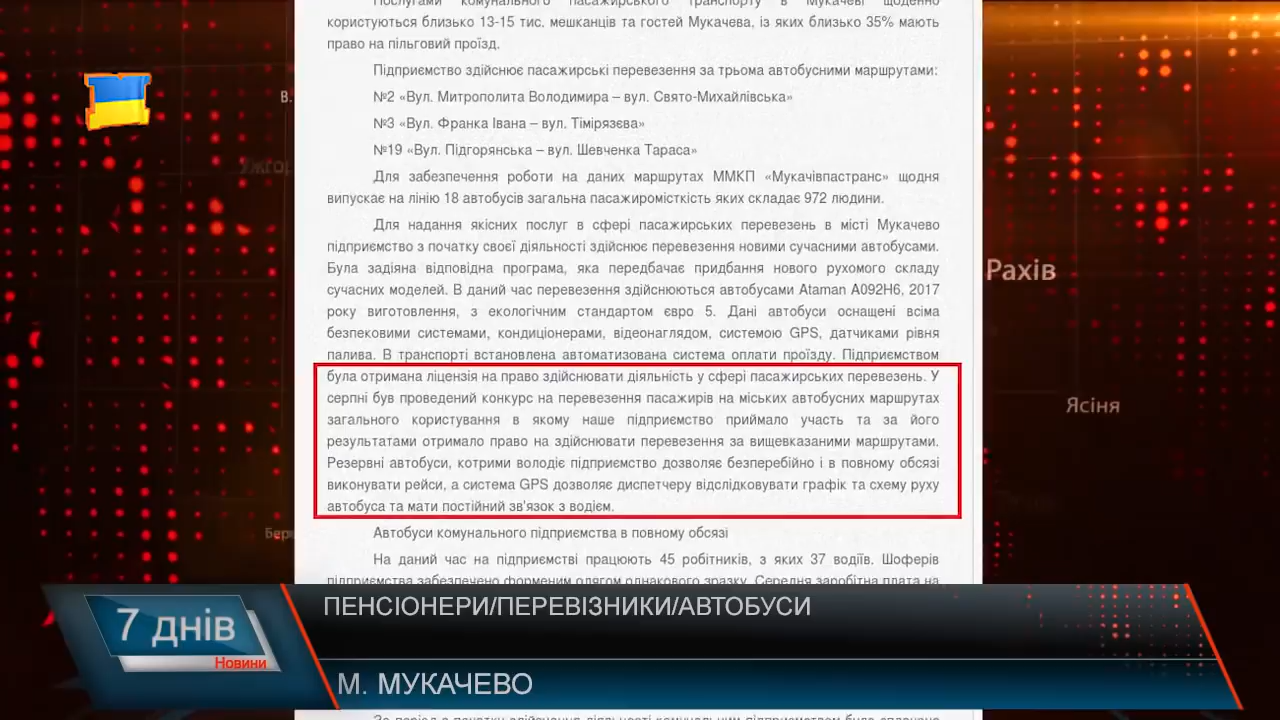 Послугами комунального пасажирського транспорту в Мукачеві щоденно
користуються близько 13-15 тис. мешканців та гостей Мукачева, із яких близько 35% мають
право на пільговий проїзд.
Підприємство здійснює пасажирські перевезення за трьома автобусними маршрутами:
№2 «Вул. Митрополита Володимира – вул. Свято-Михайлівська»
№3 «Вул. Франка Івана – вул. Тімірязєва»
№19 «Вул. Підгорянська – вул. Шевченка Тараса»
Для забезпечення роботи на даних маршрутах ММКП «Мукачівпастранс» щодня
випускає на лінію 18 автобусів загальна пасажиромісткість яких складає 972 людини.
Для надання якісних послуг в сфері пасажирських перевезень в місті Мукачево
підприємство з початку своєї діяльності здійснює перевезення новими сучасними автобусами.
Була задіяна відповідна програма, яка передбачає придбання нового рухомого складу
сучасних моделей. В даний час перевезення здійснюються автобусами Ataman A092H6, 2017
року виготовлення, з екологічним стандартом євро 5. Дані автобуси оснащені всіма
безпековими системами, кондиціонерами, відеонаглядом, системою GPS, датчиками рівня
палива. В транспорті встановлена автоматизована система оплати проїзду. Підприємством
була отримана ліцензія на право здійснювати діяльність у сфері пасажирських перевезень. У
серпні був проведений конкурс на перевезення пасажирів на міських автобусних маршрутах
загального користування в якому наше підприємство приймало участь та за його
результатами отримало право на здійснювати перевезення за вищевказаними маршрутами.
Резервні автобуси, котрими володіє підприємство дозволяє безперебійно і в повному обсязі
виконувати рейси, а система GPS дозволяє диспетчеру відслідковувати графік та схему руху
автобуса та мати постійний зв'язок з водієм.
Автобуси комунального підприємства в повному обсязі
На даний час на підприємстві працюють 45 робітників, з яких 37 водіїв. Шоферів
підприємства забезпечено форменим одягом однакового зразку. Середня заробітна плата на
В.
Ужгор
Рахів
Ясіня
Бер
7 днів
Новини
ПЕНСІОНЕРИ/ПЕРЕВІЗНИКИ/АВТОБУСИ
М. МУКАЧЕВО